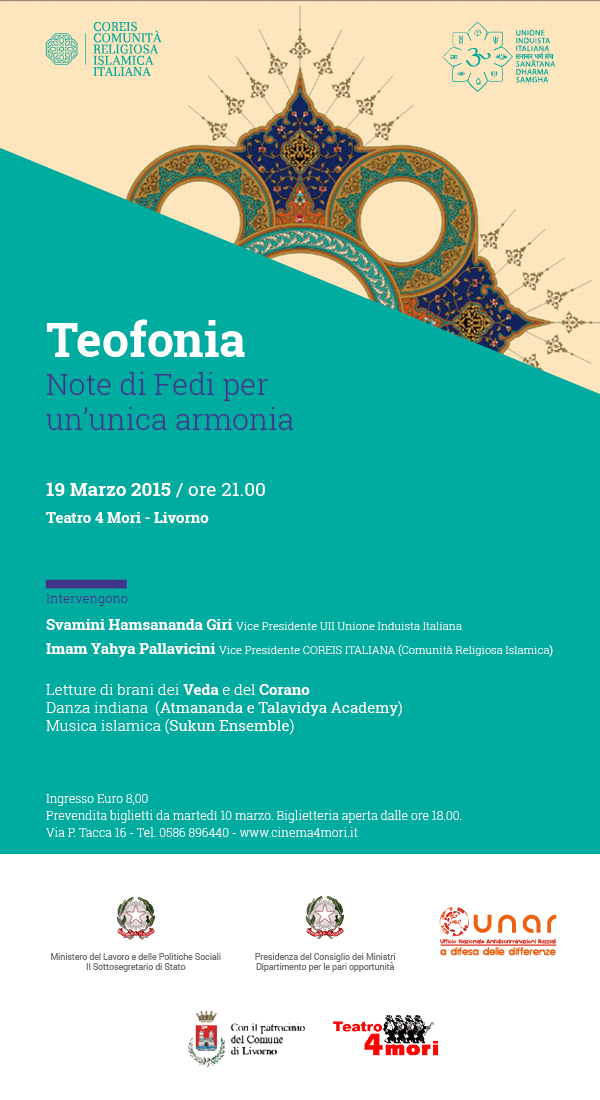 COREIS
COMUNITÀ
RELIGIOSA
ISLAMICA
ITALIANA
UNIONE
INDUISTA
ITALIANA
सनातन धर्म संघ
SANĀTANA
DHARMA
SAṂGHA
Teofonia
Note di Fedi per
un'unica armonia
19 Marzo 2015 / ore 21.00
Teatro 4 Mori - Livorno
Intervengono
Svamini Hamsananda Giri Vice Presidente UII Unione Induista Italiana
Imam Yahya Pallavicini Vice Presidente COREIS ITALIANA (Comunità Religiosa Islamica)
Letture di brani dei Veda e del Corano
Danza indiana (Atmananda e Talavidya Academy)
Musica islamica (Sukun Ensemble)
Ingresso Euro 8,00
Prevendita biglietti da martedì 10 marzo. Biglietteria aperta dalle ore 18.00.
Via P. Tacca 16 - Tel. 0586 896440 - www.cinema4mori.it
Ministero del Lavoro e delle Politiche Sociali
Il Sottosegretario di Stato
Presidenza del Consiglio dei Ministri
Dipartimento per le pari opportunità
unar
Ufficio Nazionale Antidiscriminazioni Razziali
a difesa delle differenze
Con il patrocinio
del Comune
di Livorno
Teatro
4mori